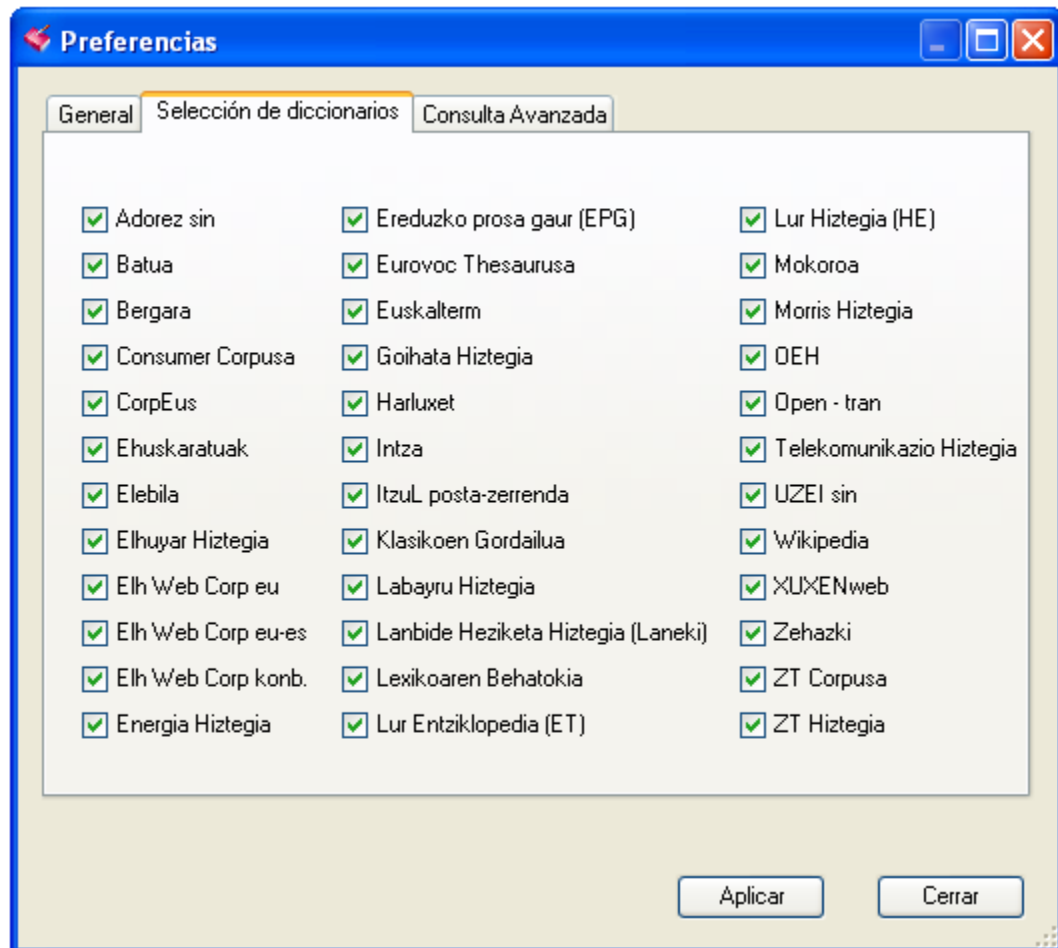 Preferencias
General
Selección de diccionarios
Consulta Avanzada
Adorez sin
Batua
Bergara
Consumer Corpusa
CorpEus
Ehuskaratuak
Elebila
Elhuyar Hiztegia
Elh Web Corp eu
Elh Web Corp eu-es
Elh Web Corp konb.
Energia Hiztegia
Ereduzko prosa gaur (EPG)
Eurovoc Thesaurusa
Euskalterm
Goihata Hiztegia
Harluxet
Intza
ItzuL posta-zerrenda
Klasikoen Gordailua
Labayru Hiztegia
Lanbide Heziketa Hiztegia (Laneki)
Lexikoaren Behatokia
Lur Entziklopedia (ET)
Lur Hiztegia (HE)
Mokoroa
Morris Hiztegia
OEH
Open - tran
Telekomunikazio Hiztegia
UZEI sin
Wikipedia
XUXENweb
Zehazki
ZT Corpusa
ZT Hiztegia
Aplicar
Cerrar